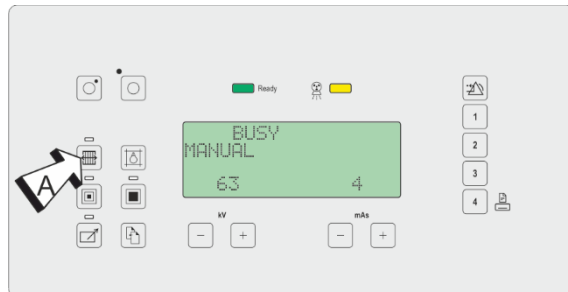 Ready
1
BUSY
MANUAL
2
A
63 4
3
4
kV mAs
- + - +